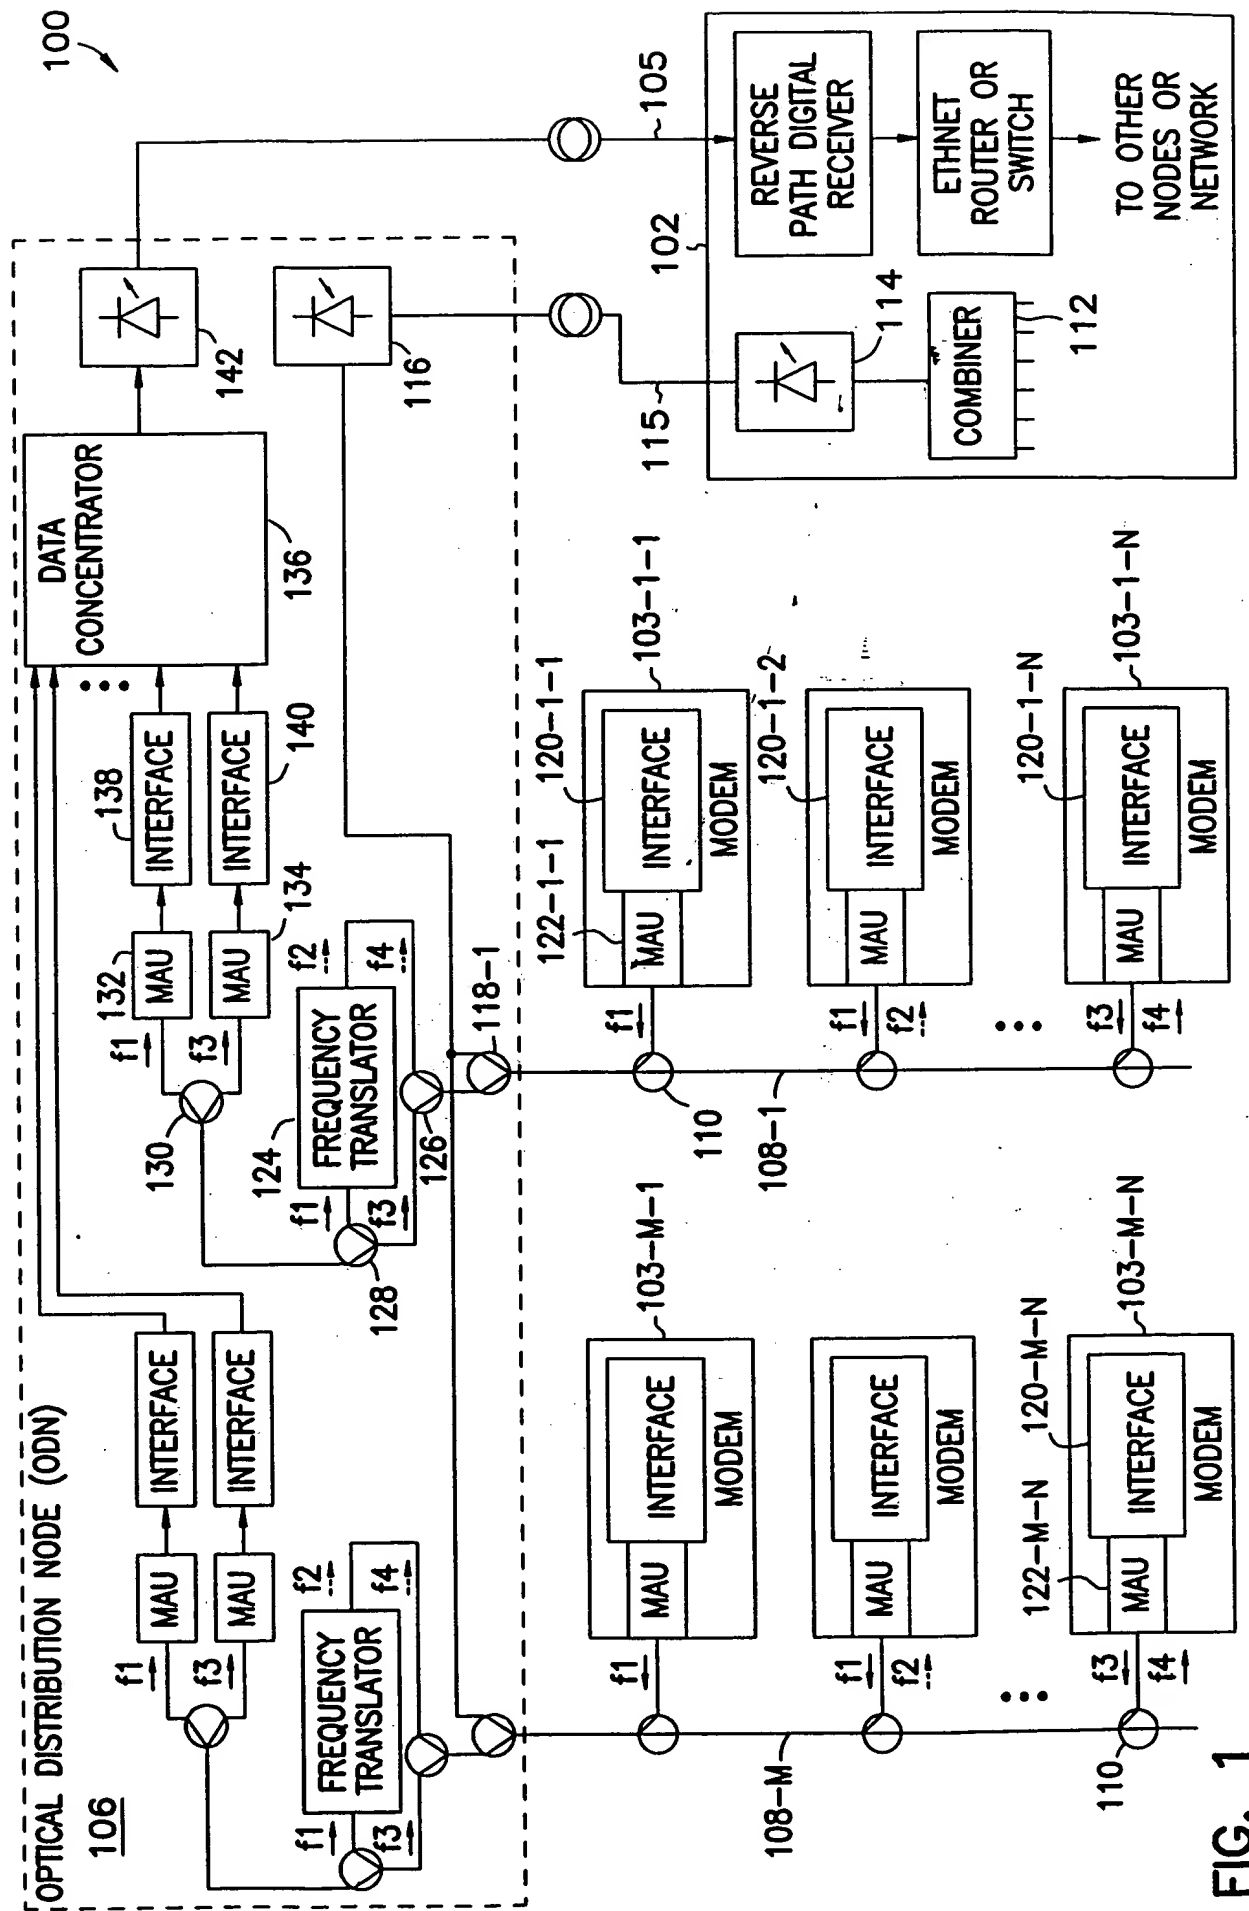 100
OPTICAL DISTRIBUTION NODE (ODN)
106
MAU
INTERFACE
MAU
INTERFACE
f1
f3
FREQUENCY
TRANSLATOR
f1
f3
f2
f4
DATA
CONCENTRATOR
136
142
116
132
MAU
138
INTERFACE
MAU
134
INTERFACE
140
f1
f3
130
124
FREQUENCY
TRANSLATOR
f1
f3
f2
f4
128
126
118-1
105
115
102
REVERSE
PATH DIGITAL
RECEIVER
ETHNET
ROUTER OR
SWITCH
TO OTHER
NODES OR
NETWORK
114
COMBINER
112
103-M-1
MAU
INTERFACE
MODEM
f1
MAU
INTERFACE
MODEM
f1
f2
103-M-N
120-M-N
122-M-N
MAU
INTERFACE
MODEM
f3
f4
110
108-M
103-1-1
120-1-1
122-1-1
MAU
INTERFACE
MODEM
f1
110
120-1-2
MAU
INTERFACE
MODEM
f1
f2
108-1
103-1-N
120-1-N
MAU
INTERFACE
MODEM
f3
f4
FIG. 1